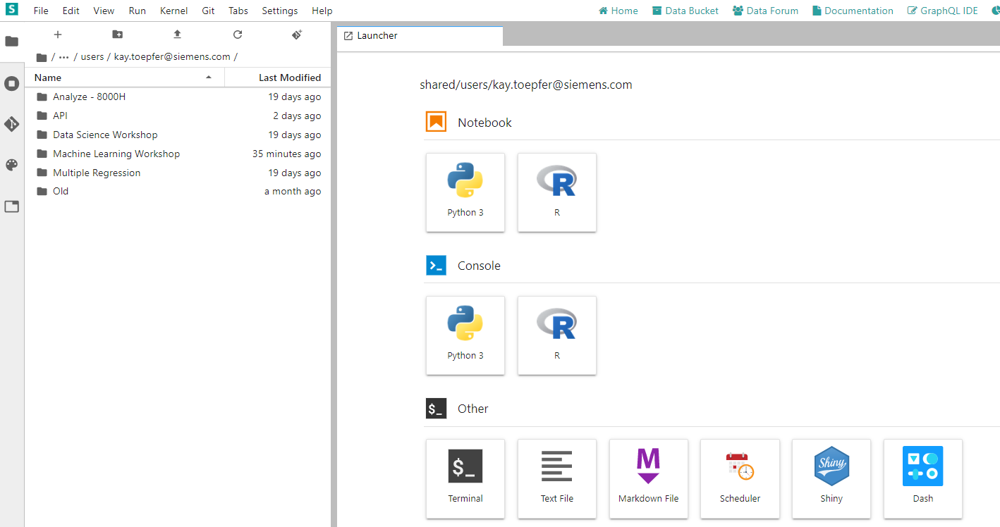 S File Edit View Run Kernel Git Tabs Settings Help Home Data Bucket Data Forum Documentation GraphQL IDE
Launcher
/ ··· / users / kay.toepfer@siemens.com /
Name Last Modified
Analyze - 8000H 19 days ago
API 2 days ago
Data Science Workshop 19 days ago
Machine Learning Workshop 35 minutes ago
Multiple Regression 19 days ago
Old a month ago
shared/users/kay.toepfer@siemens.com
Notebook
R
Python 3 R
>_ Console
R
Python 3 R
$_ Other
$_ M Shiny
Terminal Text File Markdown File Scheduler Shiny Dash